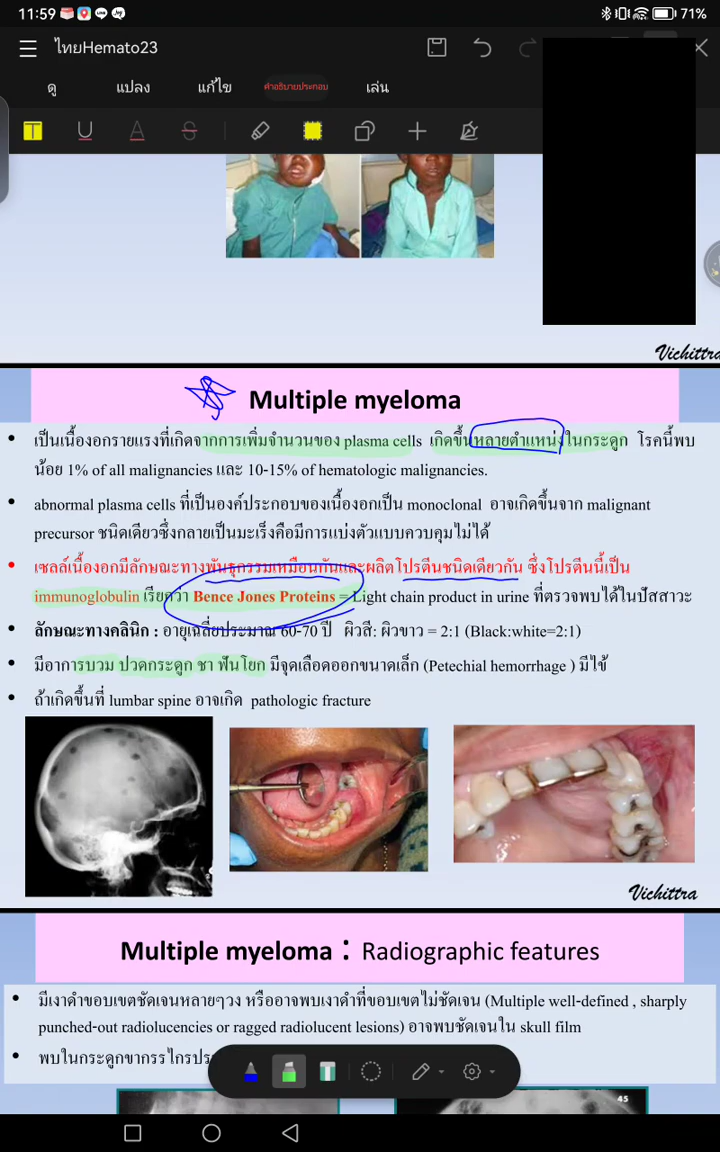 11:59
71%
ไทยHemato23
ดู แปลง แก้ไข คำอธิบายประกอบ เล่น
Vichittra
Multiple myeloma
• เป็นเนื้องอกร้ายแรงที่เกิดจากการเพิ่มจำนวนของ plasma cells เกิดขึ้นหลายตำแหน่งในกระดูก โรคนี้พบ
น้อย 1% of all malignancies และ 10-15% of hematologic malignancies.
• abnormal plasma cells ที่เป็นองค์ประกอบของเนื้องอกเป็น monoclonal อาจเกิดขึ้นจาก malignant
precursor ชนิดเดียวซึ่งกลายเป็นมะเร็งคือมีการแบ่งตัวแบบควบคุมไม่ได้
• เซลล์เนื้องอกมีลักษณะทางพันธุกรรมเหมือนกันและผลิตโปรตีนชนิดเดียวกัน ซึ่งโปรตีนนี้เป็น
immunoglobulin เรียกว่า Bence Jones Proteins = Light chain product in urine ที่ตรวจพบได้ในปัสสาวะ
• ลักษณะทางคลินิก : อายุเฉลี่ยประมาณ 60-70 ปี ผิวสี: ผิวขาว = 2:1 (Black:white=2:1)
• มีอาการบวม ปวดกระดูก ชา ฟันโยก มีจุดเลือดออกขนาดเล็ก (Petechial hemorrhage ) มีไข้
• ถ้าเกิดขึ้นที่ lumbar spine อาจเกิด pathologic fracture
Vichittra
Multiple myeloma : Radiographic features
• มีเงาดำขอบเขตชัดเจนหลายๆวง หรืออาจพบเงาดำที่ขอบเขตไม่ชัดเจน (Multiple well-defined , sharply
punched-out radiolucencies or ragged radiolucent lesions) อาจพบชัดเจนใน skull film
• พบในกระดูกขากรรไกร
45